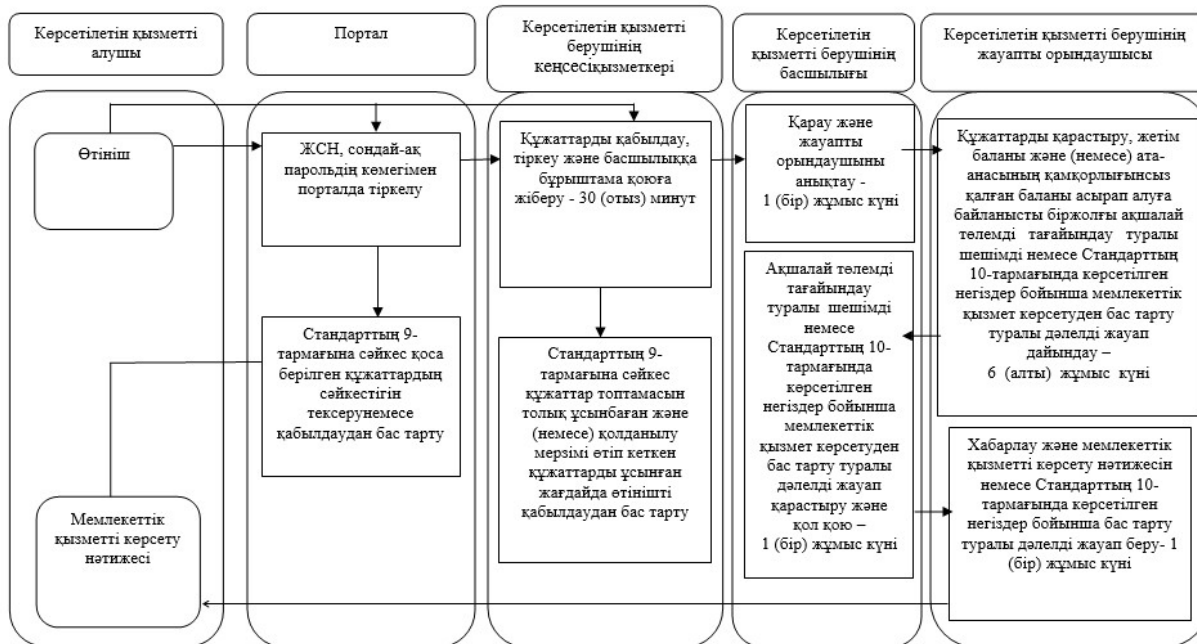 Көрсетілетін қызметті
алушы
Портал
Көрсетілетін қызметті
берушінің
кеңсесіқызметкері
Көрсетілетін
қызметті берушінің
басшылығы
Көрсетілетін қызметті берушінің
жауапты орындаушысы
Өтініш
ЖСН, сондай-ақ
парольдің көмегімен
порталда тіркелу
Құжаттарды қабылдау,
тіркеу және басшылыққа
бұрыштама қоюға
жіберу - 30 (отыз) минут
Қарау және
жауапты
орындаушыны
анықтау -
1 (бір) жұмыс күні
Құжаттарды қарастыру, жетім
баланы және (немесе) ата-
анасының қамқорлығынсыз
қалған баланы асырап алуға
байланысты біржолғы ақшалай
төлемді тағайындау туралы
шешімді немесе Стандарттың
10-тармағында көрсетілген
негіздер бойынша мемлекеттік
қызмет көрсетуден бас тарту
туралы дәлелді жауап
дайындау –
6 (алты) жұмыс күні
Стандарттың 9-
тармағына сәйкес қоса
берілген құжаттардың
сәйкестігін
тексерунемесе
қабылдаудан бас тарту
Стандарттың 9-
тармағына сәйкес
құжаттар топтамасын
толық ұсынбаған және
(немесе) қолданылу
мерзімі өтіп кеткен
құжаттарды ұсынған
жағдайда өтінішті
қабылдаудан бас тарту
Ақшалай төлемді
тағайындау
туралы шешімді
немесе
Стандарттың 10-
тармағында
көрсетілген
негіздер бойынша
мемлекеттік
қызмет көрсетуден
бас тарту туралы
дәлелді жауап
қарастыру және
қол қою –
1 (бір) жұмыс күні
Хабарлау және мемлекеттік
қызметті көрсету нәтижесін
немесе Стандарттың 10-
тармағында көрсетілген
негіздер бойынша бас тарту
туралы дәлелді жауап беру- 1
(бір) жұмыс күні
Мемлекеттік
қызметті көрсету
нәтижесі